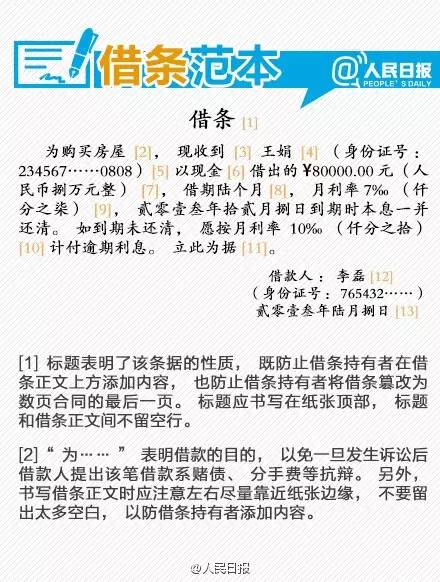 借条范本
@人民日报
PEOPLE'S DAILY
借条 [1]
为购买房屋 [2], 现收到 [3] 王娟 [4] (身份证号:
234567……0808) [5] 以现金 [6] 借出的 ¥80000.00 元 (人
民币捌万元整) [7], 借期陆个月 [8], 月利率 7‰ (仟
分之柒) [9], 贰零壹叁年拾贰月捌日到期时本息一并
还清。 如到期未还清, 愿按月利率 10‰ (仟分之拾)
[10] 计付逾期利息。 立此为据 [11]。
借款人: 李磊 [12]
(身份证号: 765432……)
贰零壹叁年陆月捌日 [13]
[1] 标题表明了该条据的性质, 既防止借条持有者在借
条正文上方添加内容, 也防止借条持有者将借条篡改为
数页合同的最后一页。 标题应书写在纸张顶部, 标题
和借条正文间不留空行。
[2]“ 为…… ” 表明借款的目的, 以免一旦发生诉讼后
借款人提出该笔借款系赌债、 分手费等抗辩。 另外,
书写借条正文时应注意左右尽量靠近纸张边缘, 不要留
出太多空白, 以防借条持有者添加内容。
@人民日报